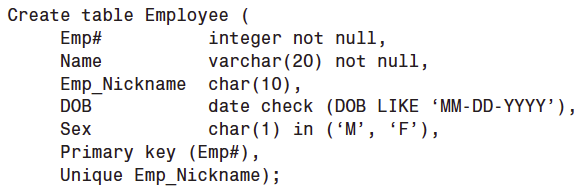 Create table Employee (
Emp# integer not null,
Name varchar(20) not null,
Emp_Nickname char(10),
DOB date check (DOB LIKE ‘MM-DD-YYYY’),
Sex char(1) in (‘M’, ‘F’),
Primary key (Emp#),
Unique Emp_Nickname);